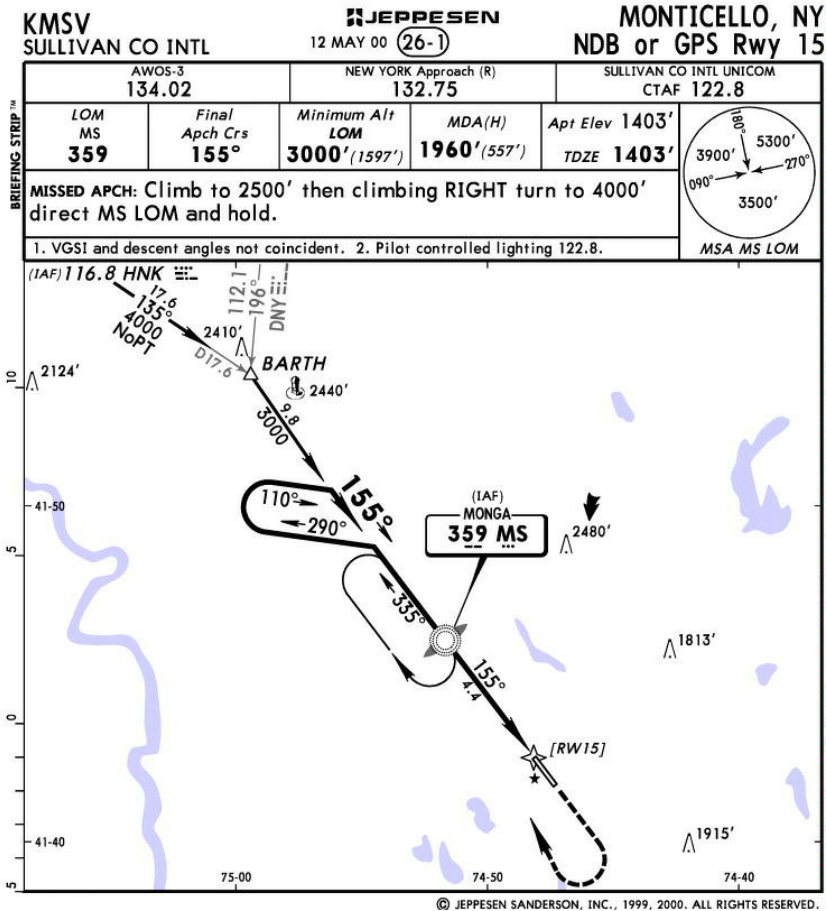 KMSV
SULLIVAN CO INTL
JEPPESEN
12 MAY 00 26-1
MONTICELLO, NY
NDB or GPS Rwy 15
BRIEFING STRIP™
AWOS-3
134.02
NEW YORK Approach (R)
132.75
SULLIVAN CO INTL UNICOM
CTAF 122.8
LOM
MS
359
Final
Apch Crs
155°
Minimum Alt
LOM
3000'(1597')
MDA(H)
1960'(557')
Apt Elev 1403'
TDZE 1403'
MISSED APCH: Climb to 2500' then climbing RIGHT turn to 4000'
direct MS LOM and hold.
1. VGSI and descent angles not coincident. 2. Pilot controlled lighting 122.8.
180°
5300'
3900'
270°
090°
3500'
MSA MS LOM
(IAF) 116.8 HNK
17.6
135°
4000
NoPT
D17.6
112.1
196°
DNY
2410'
BARTH
2440'
2124'
9.8
3000
10
155°
110°
290°
41-50
(IAF)
MONGA
359 MS
2480'
5
335°
1813'
155°
4.4
0
[RW15]
1915'
41-40
5
75-00
74-50
74-40
© JEPPESEN SANDERSON, INC., 1999, 2000. ALL RIGHTS RESERVED.